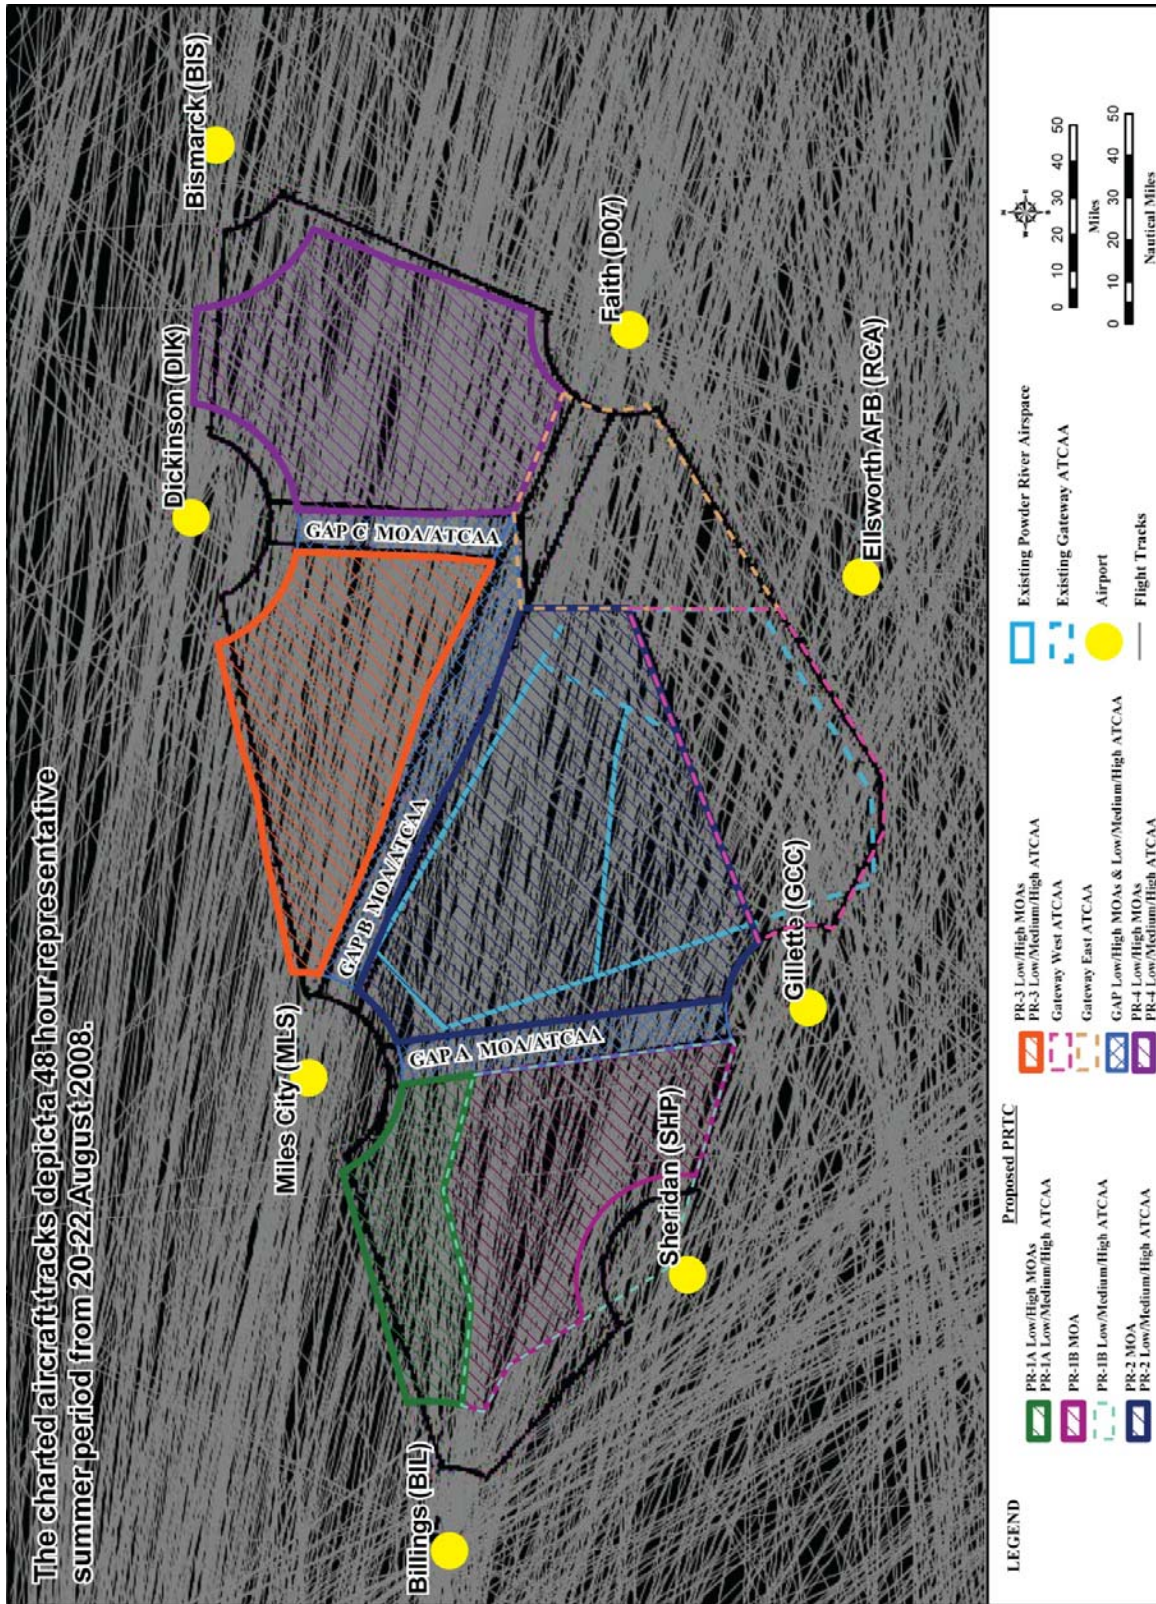 The charted aircraft tracks depict a 48 hour representative
summer period from 20-22 August 2008.
Bismarck (BIS)
Dickinson (DIK)
Miles City (MLS)
Billings (BIL)
Faith (D07)
Ellsworth AFB (RCA)
Gillette (GCC)
Sheridan (SHP)
GAP C MOA/ATCAA
GAP B MOA/ATCAA
GAP A MOA/ATCAA
LEGEND
Proposed PRTC
PR-1A Low/High MOAs
PR-1A Low/Medium/High ATCAA
PR-1B MOA
PR-1B Low/Medium/High ATCAA
PR-2 MOA
PR-2 Low/Medium/High ATCAA
PR-3 Low/High MOAs
PR-3 Low/Medium/High ATCAA
Gateway West ATCAA
Gateway East ATCAA
GAP Low/High MOAs & Low/Medium/High ATCAA
PR-4 Low/High MOAs
PR-4 Low/Medium/High ATCAA
Existing Powder River Airspace
Existing Gateway ATCAA
Airport
Flight Tracks
0 10 20 30 40 50
Miles
0 10 20 30 40 50
Nautical Miles